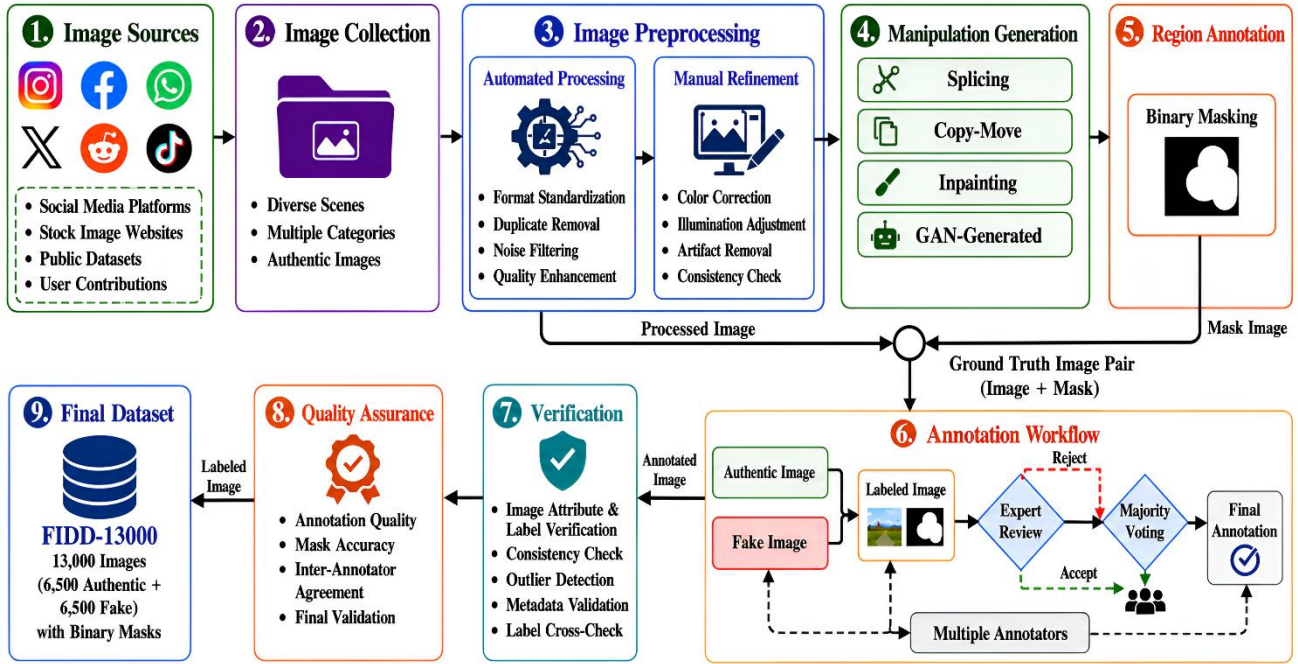 1. Image Sources
Social Media Platforms
Stock Image Websites
Public Datasets
User Contributions
2. Image Collection
Diverse Scenes
Multiple Categories
Authentic Images
3. Image Preprocessing
Automated Processing
Format Standardization
Duplicate Removal
Noise Filtering
Quality Enhancement
Manual Refinement
Color Correction
Illumination Adjustment
Artifact Removal
Consistency Check
4. Manipulation Generation
Splicing
Copy-Move
Inpainting
GAN-Generated
5. Region Annotation
Binary Masking
Processed Image
Mask Image
Ground Truth Image Pair
(Image + Mask)
6. Annotation Workflow
Authentic Image
Fake Image
Labeled Image
Expert
Review
Reject
Accept
Majority
Voting
Final
Annotation
Multiple Annotators
Annotated
Image
7. Verification
Image Attribute &
Label Verification
Consistency Check
Outlier Detection
Metadata Validation
Label Cross-Check
8. Quality Assurance
Annotation Quality
Mask Accuracy
Inter-Annotator
Agreement
Final Validation
Labeled
Image
9. Final Dataset
FIDD-13000
13,000 Images
(6,500 Authentic +
6,500 Fake)
with Binary Masks